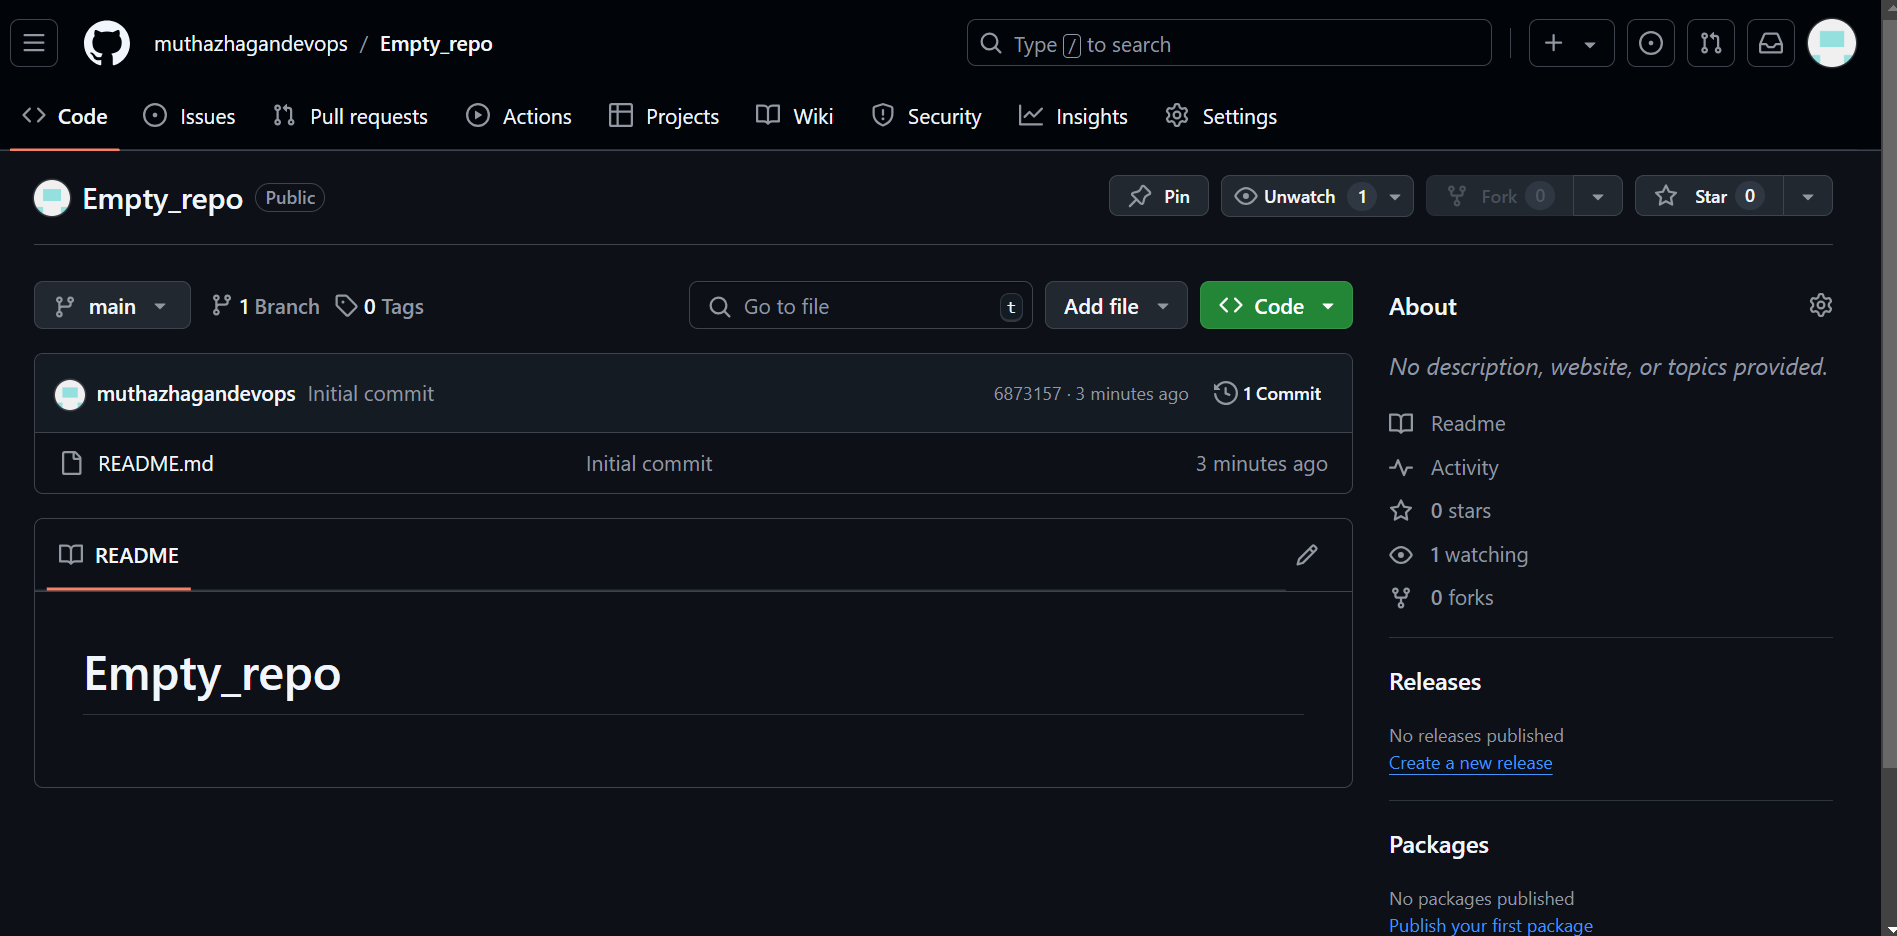 muthazhagandevops / Empty_repo
Type / to search
Code Issues Pull requests Actions Projects Wiki Security Insights Settings
Empty_repo Public
Pin Unwatch 1 Fork 0 Star 0
main 1 Branch 0 Tags Go to file t Add file Code
muthazhagandevops Initial commit 6873157 · 3 minutes ago 1 Commit
README.md Initial commit 3 minutes ago
README
Empty_repo
About
No description, website, or topics provided.
Readme
Activity
0 stars
1 watching
0 forks
Releases
No releases published
Create a new release
Packages
No packages published
Publish your first package